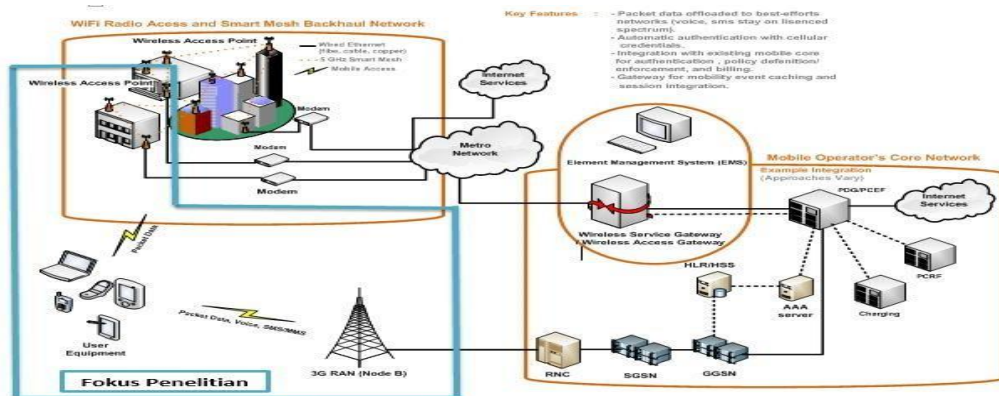 WiFi Radio Acess and Smart Mesh Backhaul Network
Wireless Access Point
Wired Ethernet
(fibo, cable, copper)
5 GHz Smart Mesh
Mobile Access
Wireless Access Point
Modem
Modem
Modem
Internet
Services
Metro
Network
Key Features : - Packet data offloaded to best-efforts
networks (voice, sms stay on lisenced
spectrum).
- Automatic authentication with cellular
credentials.
- Integration with existing mobile core
for authentication , policy defenition/
enforcement, and billing.
- Gateway for mobility event caching and
session integration.
Element Management System (EMS)
Mobile Operator's Core Network
Example Integration
(Approaches Vary)
PDG/PCEF
Internet
Services
Wireless Service Gateway
/ Wireless Access Gateway
HLR/HSS
AAA
server
PCRF
Charging
Packet Data
Packet Data, Voice, SMS/MMS
User
Equipment
3G RAN (Node B)
RNC
SGSN
GGSN
Fokus Penelitian